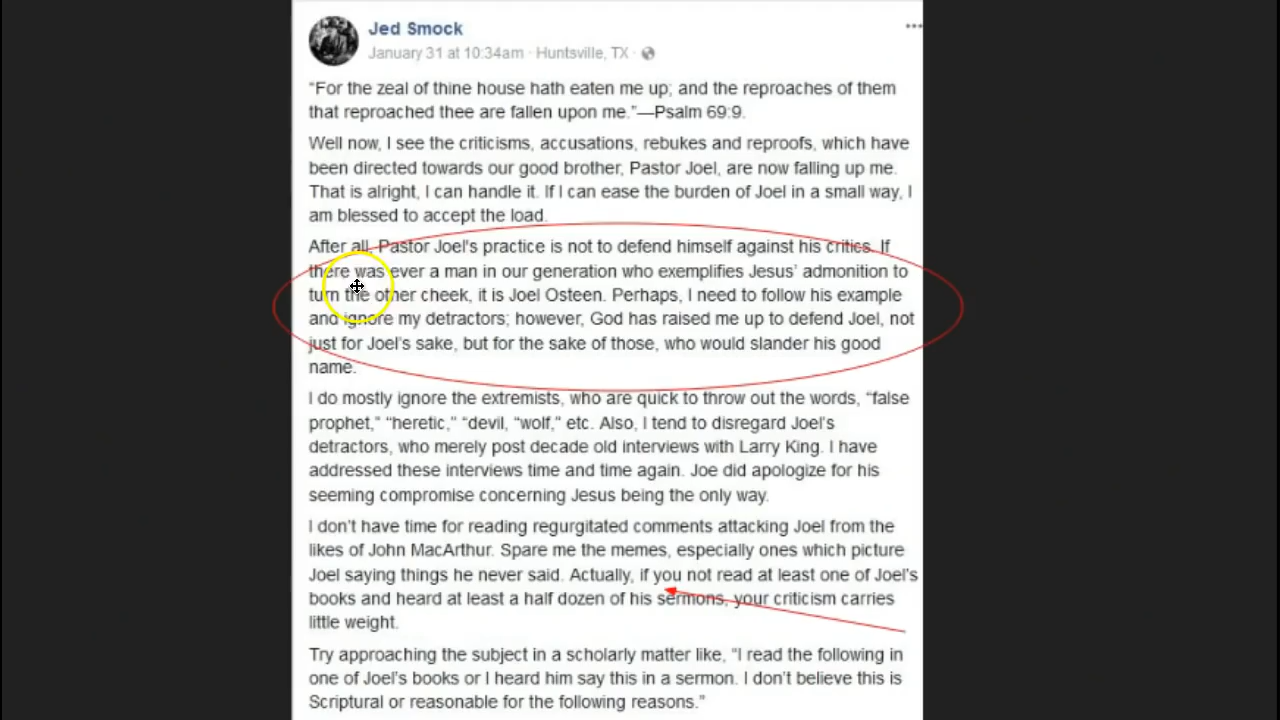 Jed Smock
January 31 at 10:34am · Huntsville, TX ·
“For the zeal of thine house hath eaten me up; and the reproaches of them
that reproached thee are fallen upon me.”—Psalm 69:9.
Well now, I see the criticisms, accusations, rebukes and reproofs, which have
been directed towards our good brother, Pastor Joel, are now falling up me.
That is alright, I can handle it. If I can ease the burden of Joel in a small way, I
am blessed to accept the load.
After all, Pastor Joel's practice is not to defend himself against his critics. If
there was ever a man in our generation who exemplifies Jesus' admonition to
turn the other cheek, it is Joel Osteen. Perhaps, I need to follow his example
and ignore my detractors; however, God has raised me up to defend Joel, not
just for Joel's sake, but for the sake of those, who would slander his good
name.
I do mostly ignore the extremists, who are quick to throw out the words, “false
prophet,” “heretic,” “devil, “wolf,” etc. Also, I tend to disregard Joel's
detractors, who merely post decade old interviews with Larry King. I have
addressed these interviews time and time again. Joe did apologize for his
seeming compromise concerning Jesus being the only way.
I don't have time for reading regurgitated comments attacking Joel from the
likes of John MacArthur. Spare me the memes, especially ones which picture
Joel saying things he never said. Actually, if you not read at least one of Joel's
books and heard at least a half dozen of his sermons, your criticism carries
little weight.
Try approaching the subject in a scholarly matter like, “I read the following in
one of Joel's books or I heard him say this in a sermon. I don't believe this is
Scriptural or reasonable for the following reasons.”